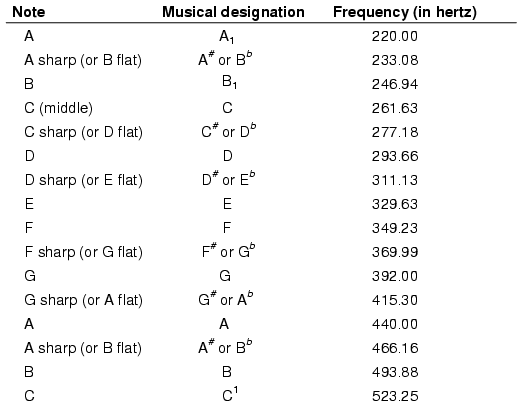 Note Musical designation Frequency (in hertz)
A A₁ 220.00
A sharp (or B flat) A# or Bb 233.08
B B₁ 246.94
C (middle) C 261.63
C sharp (or D flat) C# or Db 277.18
D D 293.66
D sharp (or E flat) D# or Eb 311.13
E E 329.63
F F 349.23
F sharp (or G flat) F# or Gb 369.99
G G 392.00
G sharp (or A flat) G# or Ab 415.30
A A 440.00
A sharp (or B flat) A# or Bb 466.16
B B 493.88
C C¹ 523.25